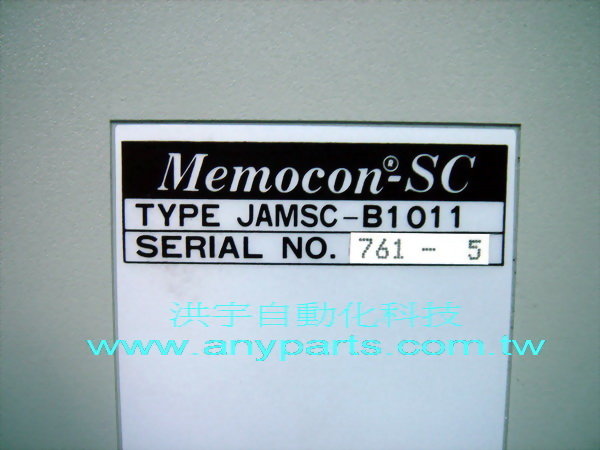 Memocon®-SC
TYPE JAMSC-B1011
SERIAL NO. 761 - 5
洪宇自動化科技
www.anyparts.com.tw